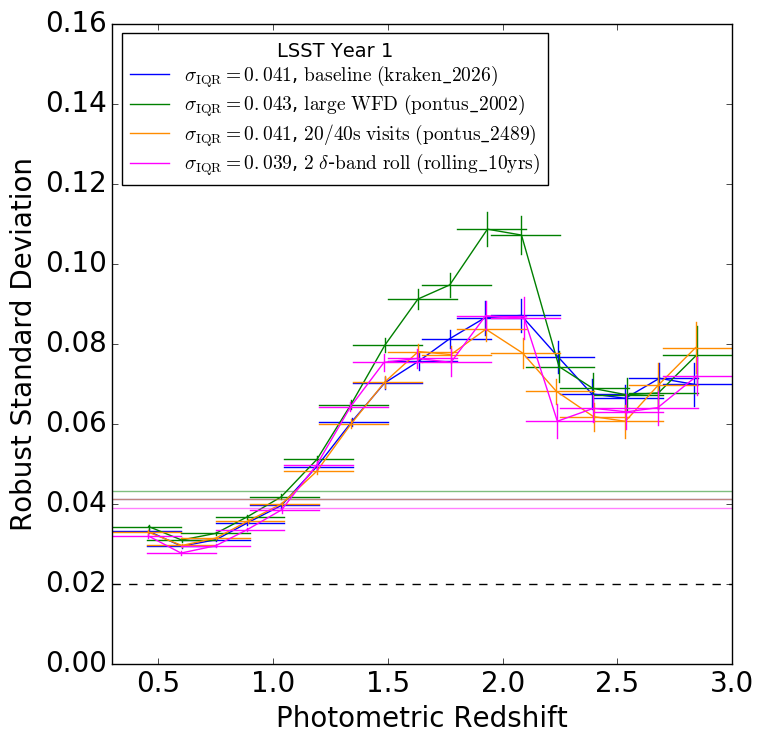 LSST Year 1
σIQR = 0.041, baseline (kraken_2026)
σIQR = 0.043, large WFD (pontus_2002)
σIQR = 0.041, 20/40s visits (pontus_2489)
σIQR = 0.039, 2 δ-band roll (rolling_10yrs)
Robust Standard Deviation
0.16
0.14
0.12
0.10
0.08
0.06
0.04
0.02
0.00
0.5 1.0 1.5 2.0 2.5 3.0
Photometric Redshift